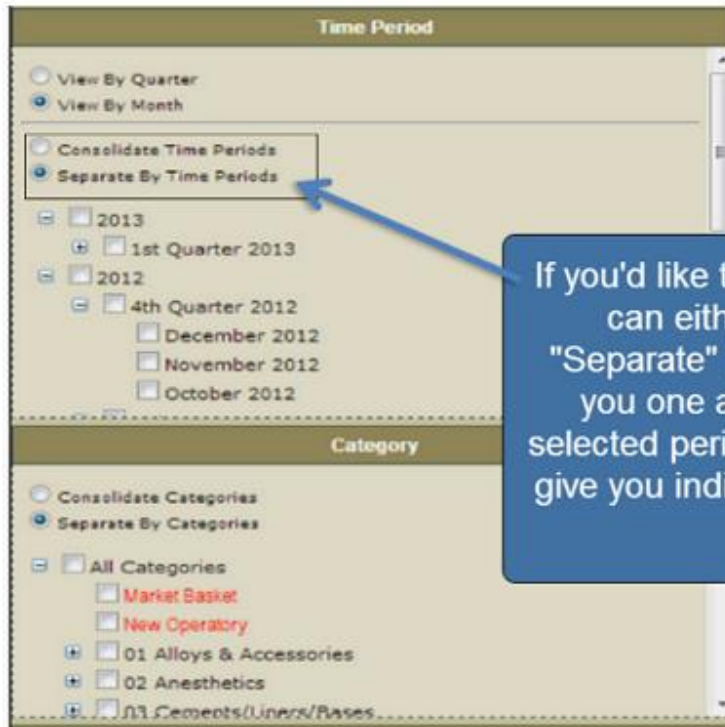 Time Period
View By Quarter
View By Month
Consolidate Time Periods
Separate By Time Periods
2013
1st Quarter 2013
2012
4th Quarter 2012
December 2012
November 2012
October 2012
If you'd like
can
"Separate"
you one
selected
give you
Category
Consolidate Categories
Separate By Categories
All Categories
Market Basket
New Operatory
01 Alloys & Accessories
02 Anesthetics
03 Cements/Liners/Bases